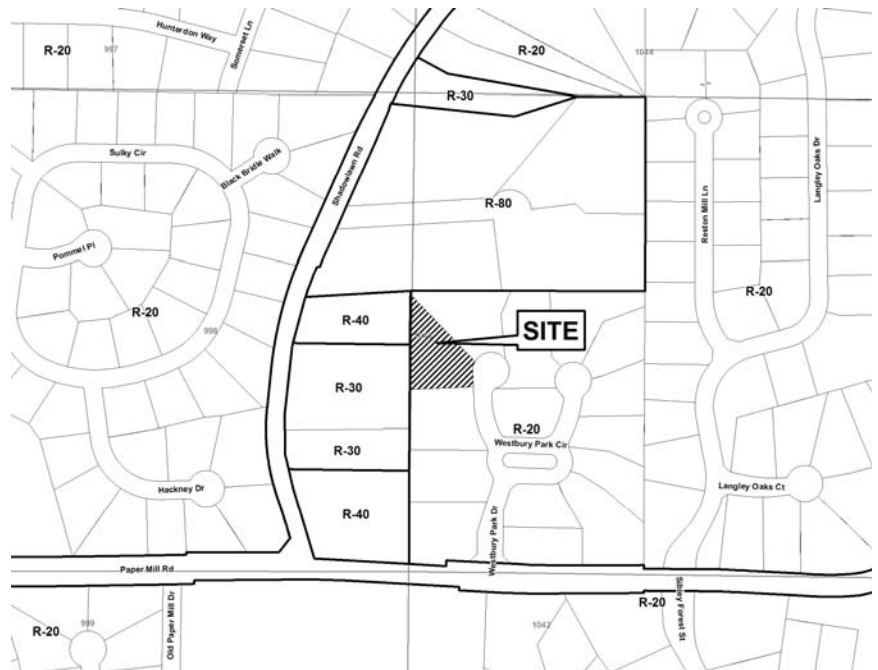 Hunterdon Way
Somerset Ln
R-20
997
R-20
1044
R-30
Sulky Cir
Black Bridle Walk
Shadowlawn Rd
Reston Mill Ln
Langley Oaks Dr
R-80
Pommel Pl
R-20
R-20
998
R-40
SITE
R-30
R-20
Westbury Park Cir
R-30
Hackney Dr
R-40
Langley Oaks Ct
Westbury Park Dr
Paper Mill Rd
Sibley Forest St
R-20
R-20
999
Old Paper Mill Dr
1042